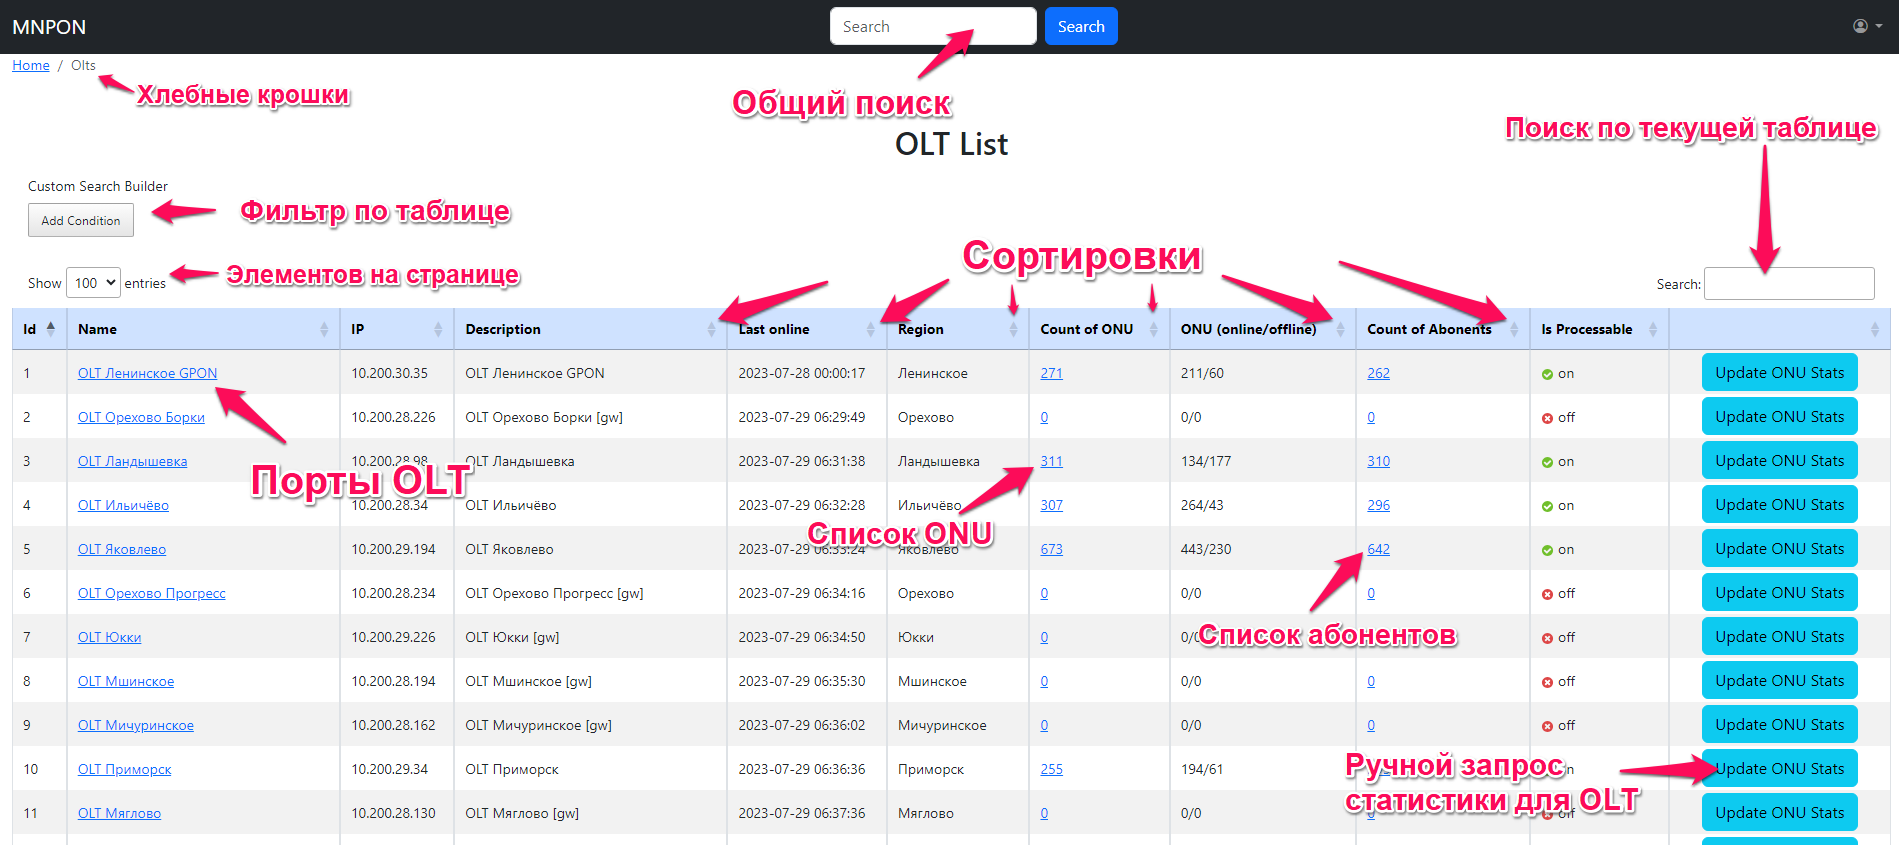 MNPON Search Search
Home / Olts
Хлебные крошки
Общий поиск
Поиск по текущей таблице
OLT List
Custom Search Builder
Add Condition
Фильтр по таблице
Сортировки
Show 100 entries
Элементов на странице
Search:
Id Name IP Description Last online Region Count of ONU ONU (online/offline) Count of Abonents Is Processable
1 OLT Ленинское GPON 10.200.30.35 OLT Ленинское GPON 2023-07-28 00:00:17 Ленинское 271 211/60 262 on Update ONU Stats
2 OLT Орехово Борки 10.200.28.226 OLT Орехово Борки [gw] 2023-07-29 06:29:49 Орехово 0 0/0 0 off Update ONU Stats
3 OLT Ландышевка 10.200.28.98 OLT Ландышевка 2023-07-29 06:31:38 Ландышевка 311 134/177 310 on Update ONU Stats
Порты OLT
4 OLT Ильичёво 10.200.28.34 OLT Ильичёво 2023-07-29 06:32:28 Ильичёво 307 264/43 296 on Update ONU Stats
Список ONU
5 OLT Яковлево 10.200.29.194 OLT Яковлево 2023-07-29 06:33:24 Яковлево 673 443/230 642 on Update ONU Stats
6 OLT Орехово Прогресс 10.200.28.234 OLT Орехово Прогресс [gw] 2023-07-29 06:34:16 Орехово 0 0/0 0 off Update ONU Stats
7 OLT Юкки 10.200.29.226 OLT Юкки [gw] 2023-07-29 06:34:50 Юкки 0 0/0 off Update ONU Stats
Список абонентов
8 OLT Мшинское 10.200.28.194 OLT Мшинское [gw] 2023-07-29 06:35:30 Мшинское 0 0/0 0 off Update ONU Stats
9 OLT Мичуринское 10.200.28.162 OLT Мичуринское [gw] 2023-07-29 06:36:02 Мичуринское 0 0/0 0 off Update ONU Stats
10 OLT Приморск 10.200.29.34 OLT Приморск 2023-07-29 06:36:36 Приморск 255 194/61 Update ONU Stats
Ручной запрос
статистики для OLT
11 OLT Мяглово 10.200.28.130 OLT Мяглово [gw] 2023-07-29 06:37:36 Мяглово 0 0/0 0 off Update ONU Stats